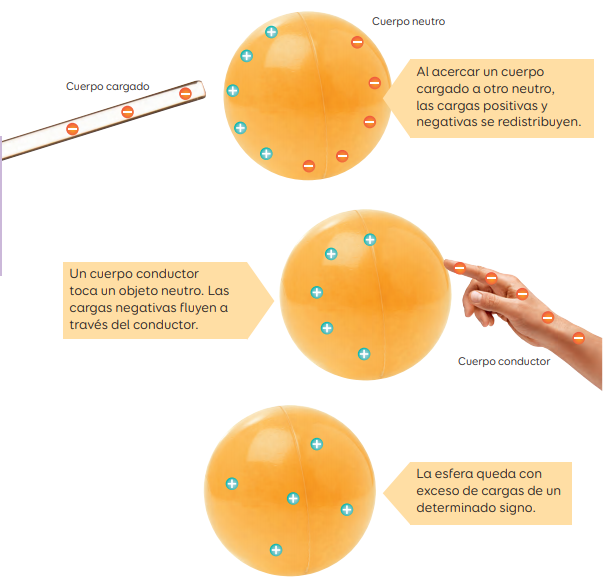 Cuerpo neutro
Cuerpo cargado
Al acercar un cuerpo
cargado a otro neutro,
las cargas positivas y
negativas se redistribuyen.
Un cuerpo conductor
toca un objeto neutro. Las
cargas negativas fluyen a
través del conductor.
Cuerpo conductor
La esfera queda con
exceso de cargas de un
determinado signo.